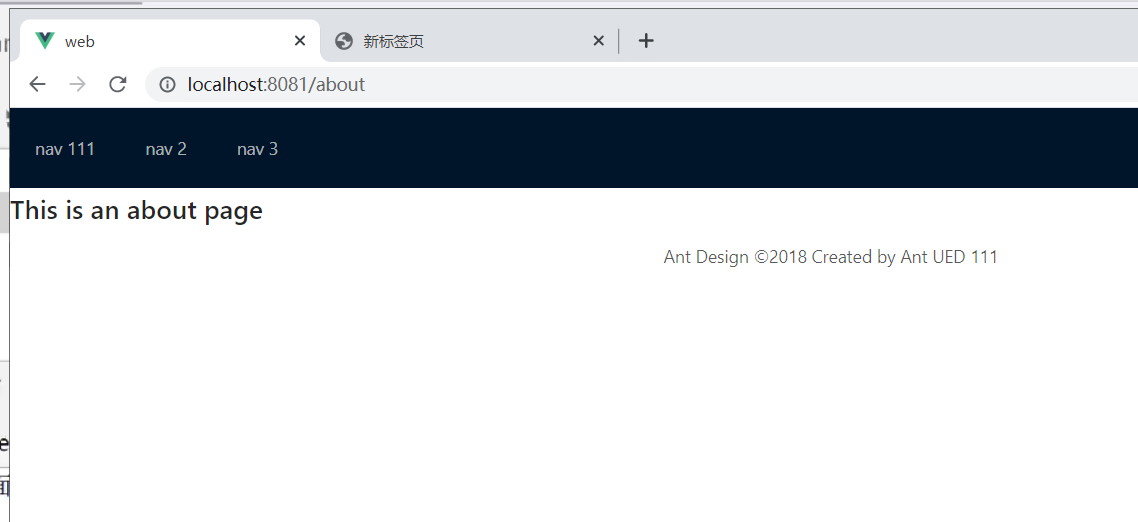 web
新标签页
localhost:8081/about
nav 111 nav 2 nav 3
This is an about page
Ant Design ©2018 Created by Ant UED 111